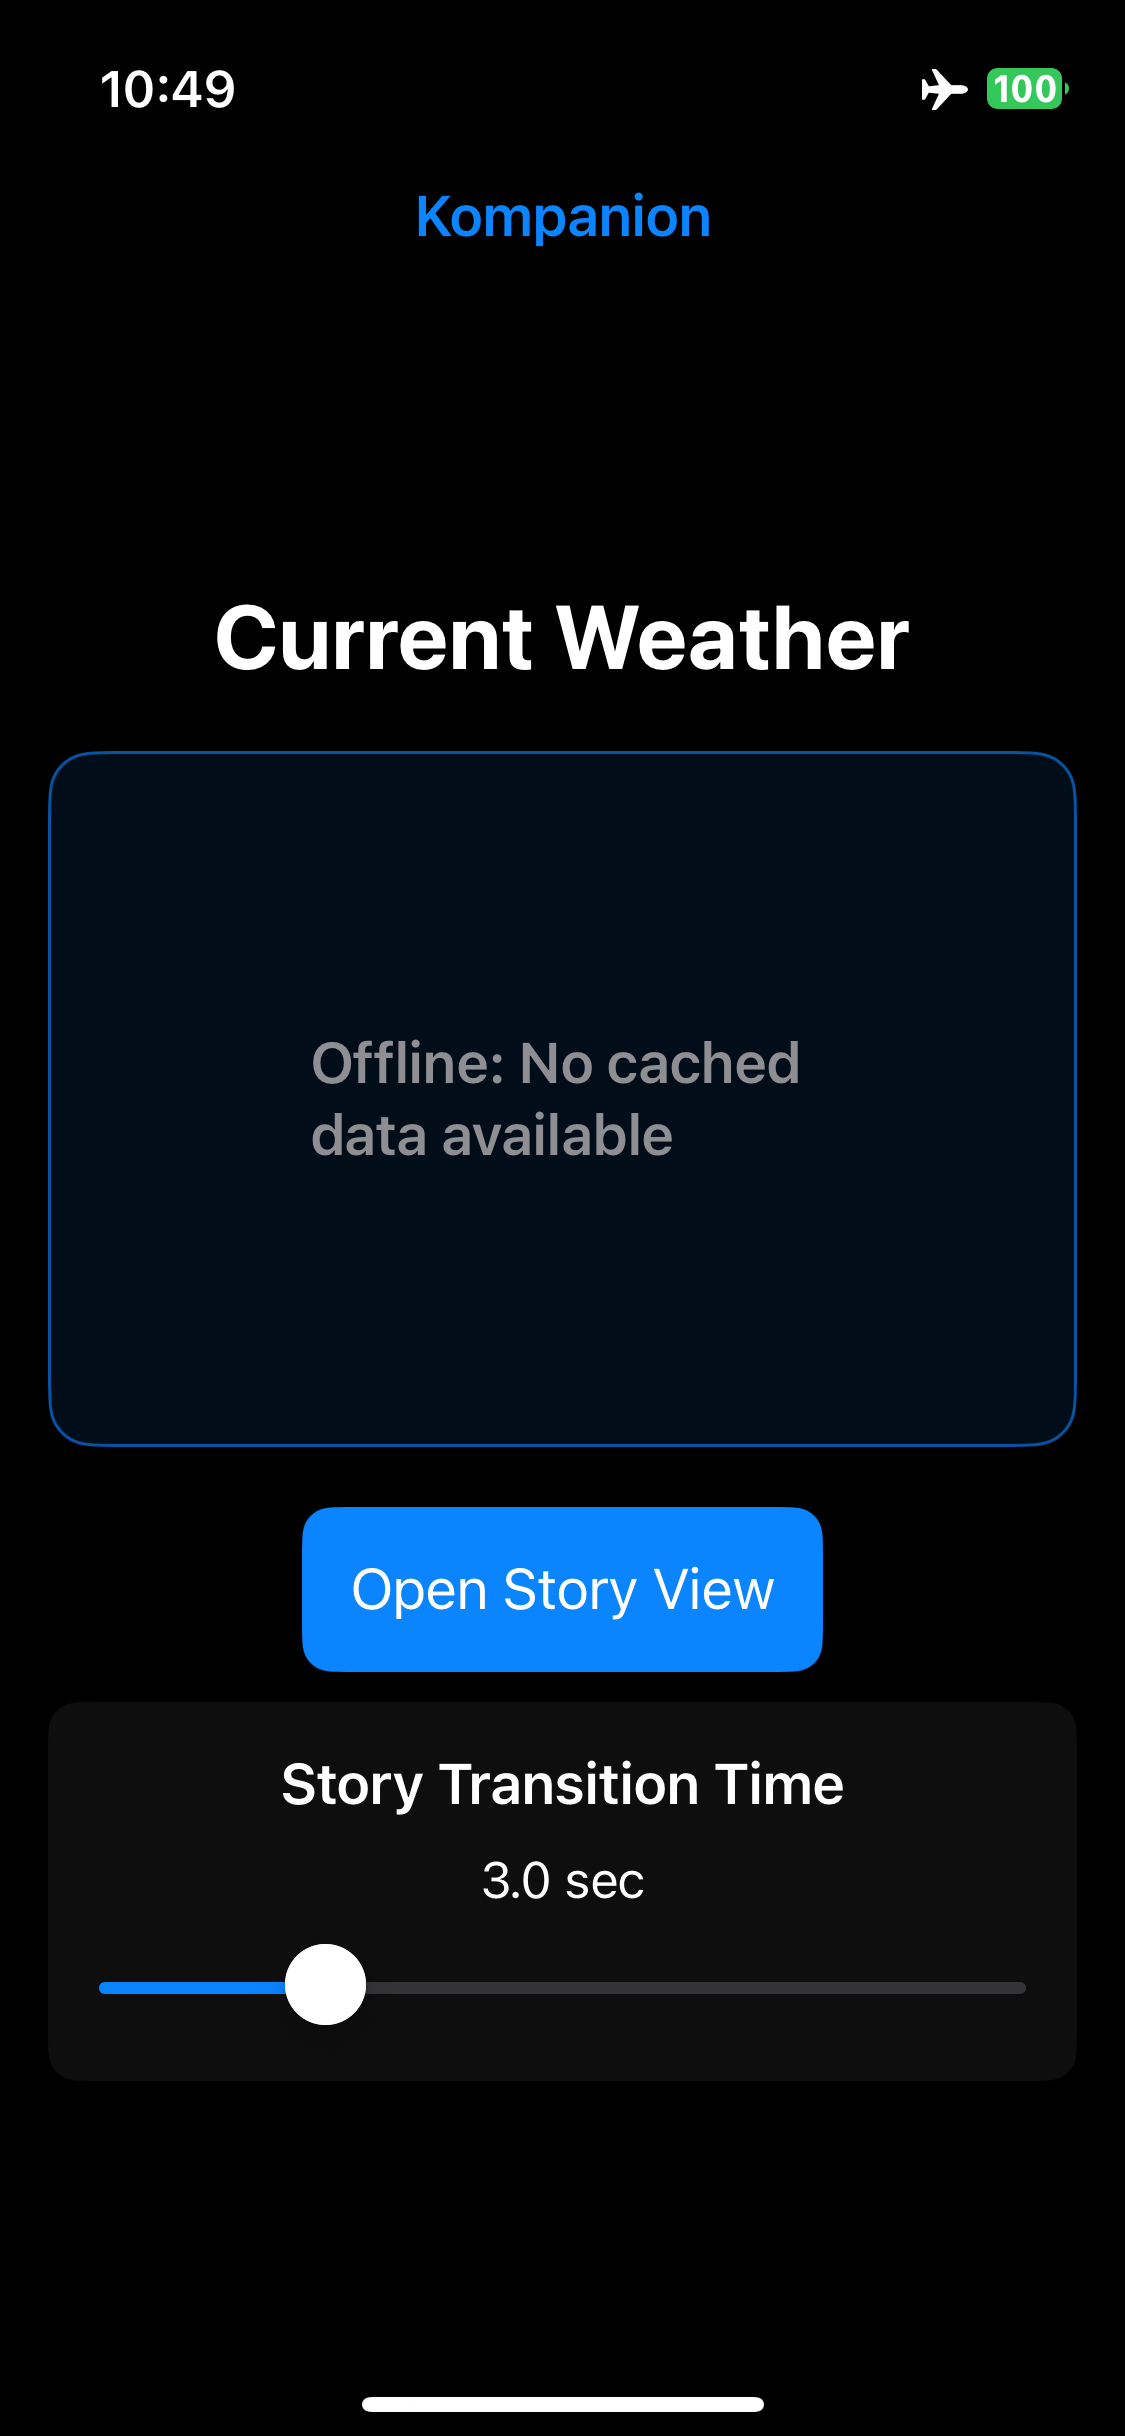 10:49
100
Kompanion
Current Weather
Offline: No cached
data available
Open Story View
Story Transition Time
3.0 sec